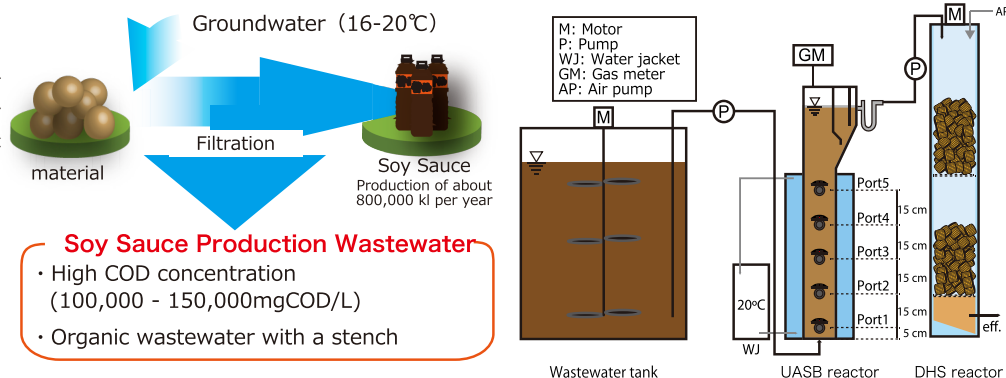 Groundwater（16-20℃）
material
Filtration
Soy Sauce
Production of about
800,000 kl per year
Soy Sauce Production Wastewater
・High COD concentration
(100,000 - 150,000mgCOD/L)
・Organic wastewater with a stench
M: Motor
P: Pump
WJ: Water jacket
GM: Gas meter
AP: Air pump
M
P
GM
P
M
AP
Port5
15 cm
Port4
15 cm
Port3
15 cm
Port2
15 cm
Port1
5 cm
20ºC
WJ
eff.
Wastewater tank
UASB reactor
DHS reactor